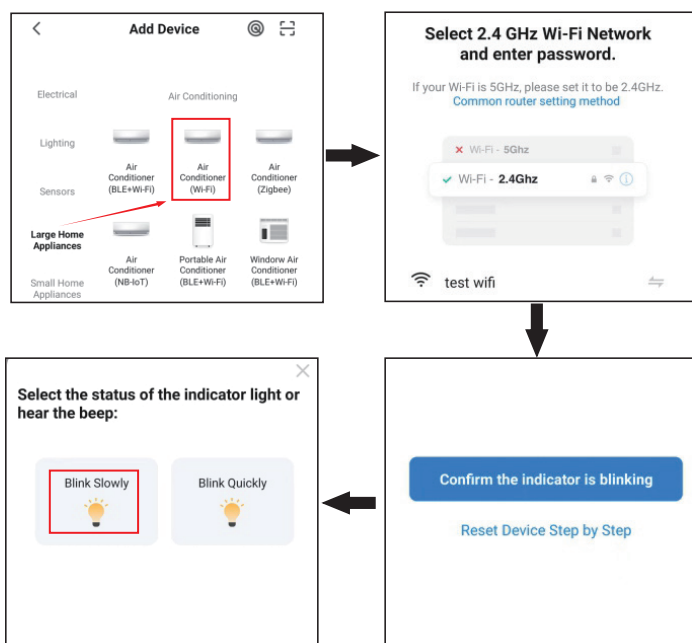 Add Device
Electrical
Lighting
Sensors
Large Home
Appliances
Small Home
Appliances
Air Conditioning
Air
Conditioner
(BLE+Wi-Fi)
Air
Conditioner
(Wi-Fi)
Air
Conditioner
(Zigbee)
Air
Conditioner
(NB-IoT)
Portable Air
Conditioner
(BLE+Wi-Fi)
Windorw Air
Conditioner
(BLE+Wi-Fi)
Select 2.4 GHz Wi-Fi Network
and enter password.
If your Wi-Fi is 5GHz, please set it to be 2.4GHz.
Common router setting method
Wi-Fi - 5Ghz
Wi-Fi - 2.4Ghz
test wifi
Confirm the indicator is blinking
Reset Device Step by Step
Select the status of the indicator light or
hear the beep:
Blink Slowly
Blink Quickly